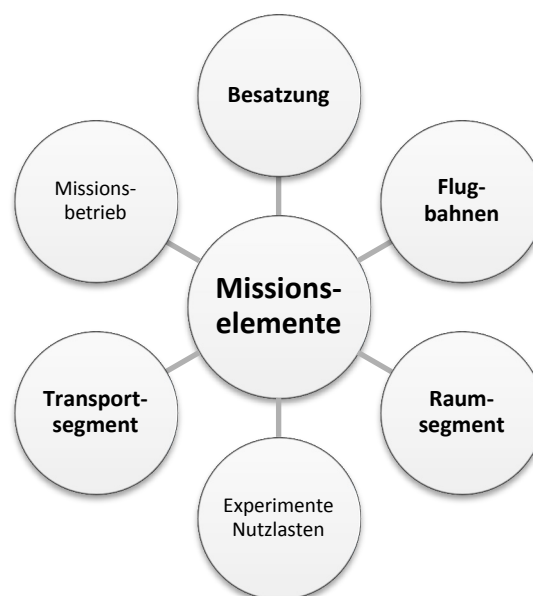 Besatzung
Missions-
betrieb
Flug-
bahnen
Missions-
elemente
Transport-
segment
Raum-
segment
Experimente
Nutzlasten